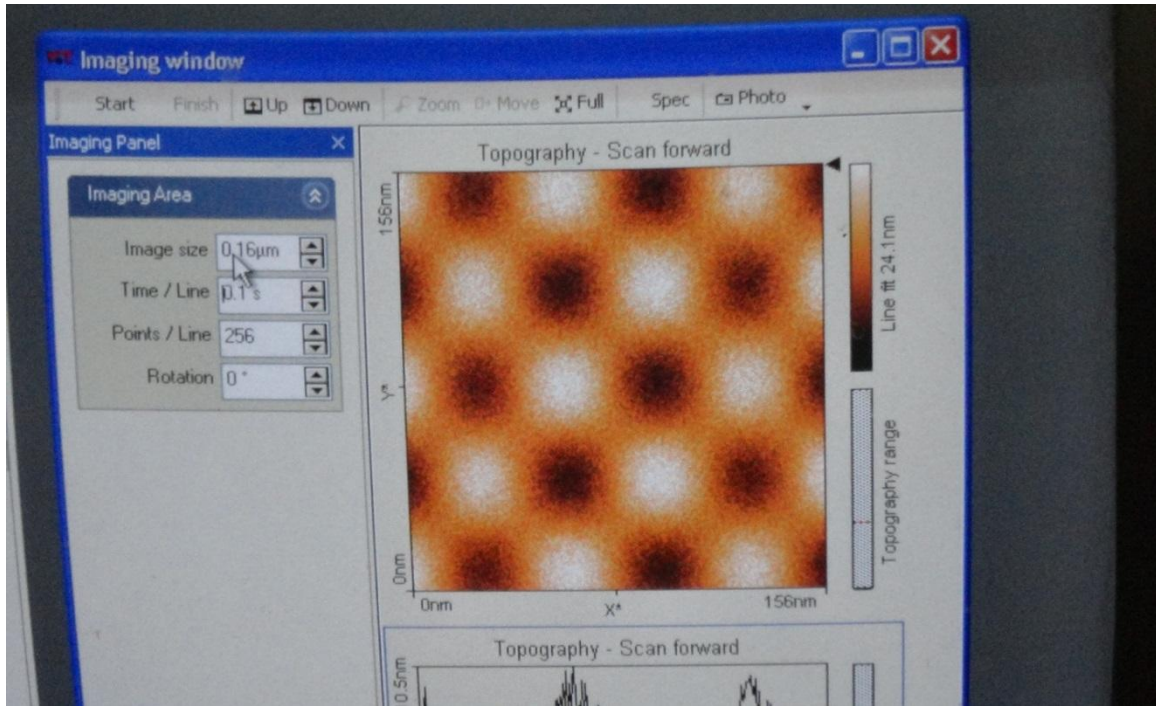 Imaging window
Start Finish Up Down Zoom Move Full Spec Photo
Imaging Panel
Imaging Area
Image size 0.16µm
Time / Line 0.1 s
Points / Line 256
Rotation 0 °
Topography - Scan forward
156nm
Y*
0nm
0nm X* 156nm
Line fit 24.1nm
Topography range
Topography - Scan forward
0.5nm